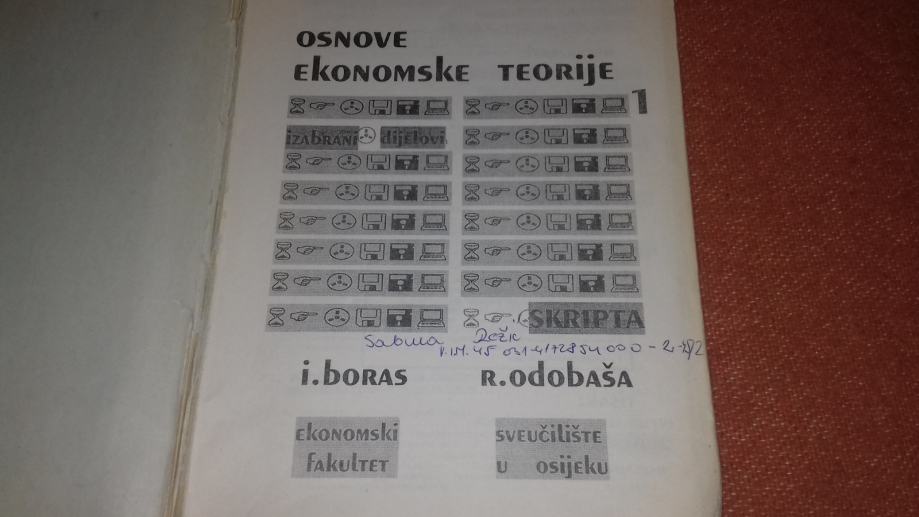 OSNOVE
EKONOMSKE TEORIJE
1
IZABRANI DIJELOVI
SKRIPTA
Sabina
I.BORAS R.ODOBAŠA
EKONOMSKI SVEUČILIŠTE
FAKULTET U OSIJEKU